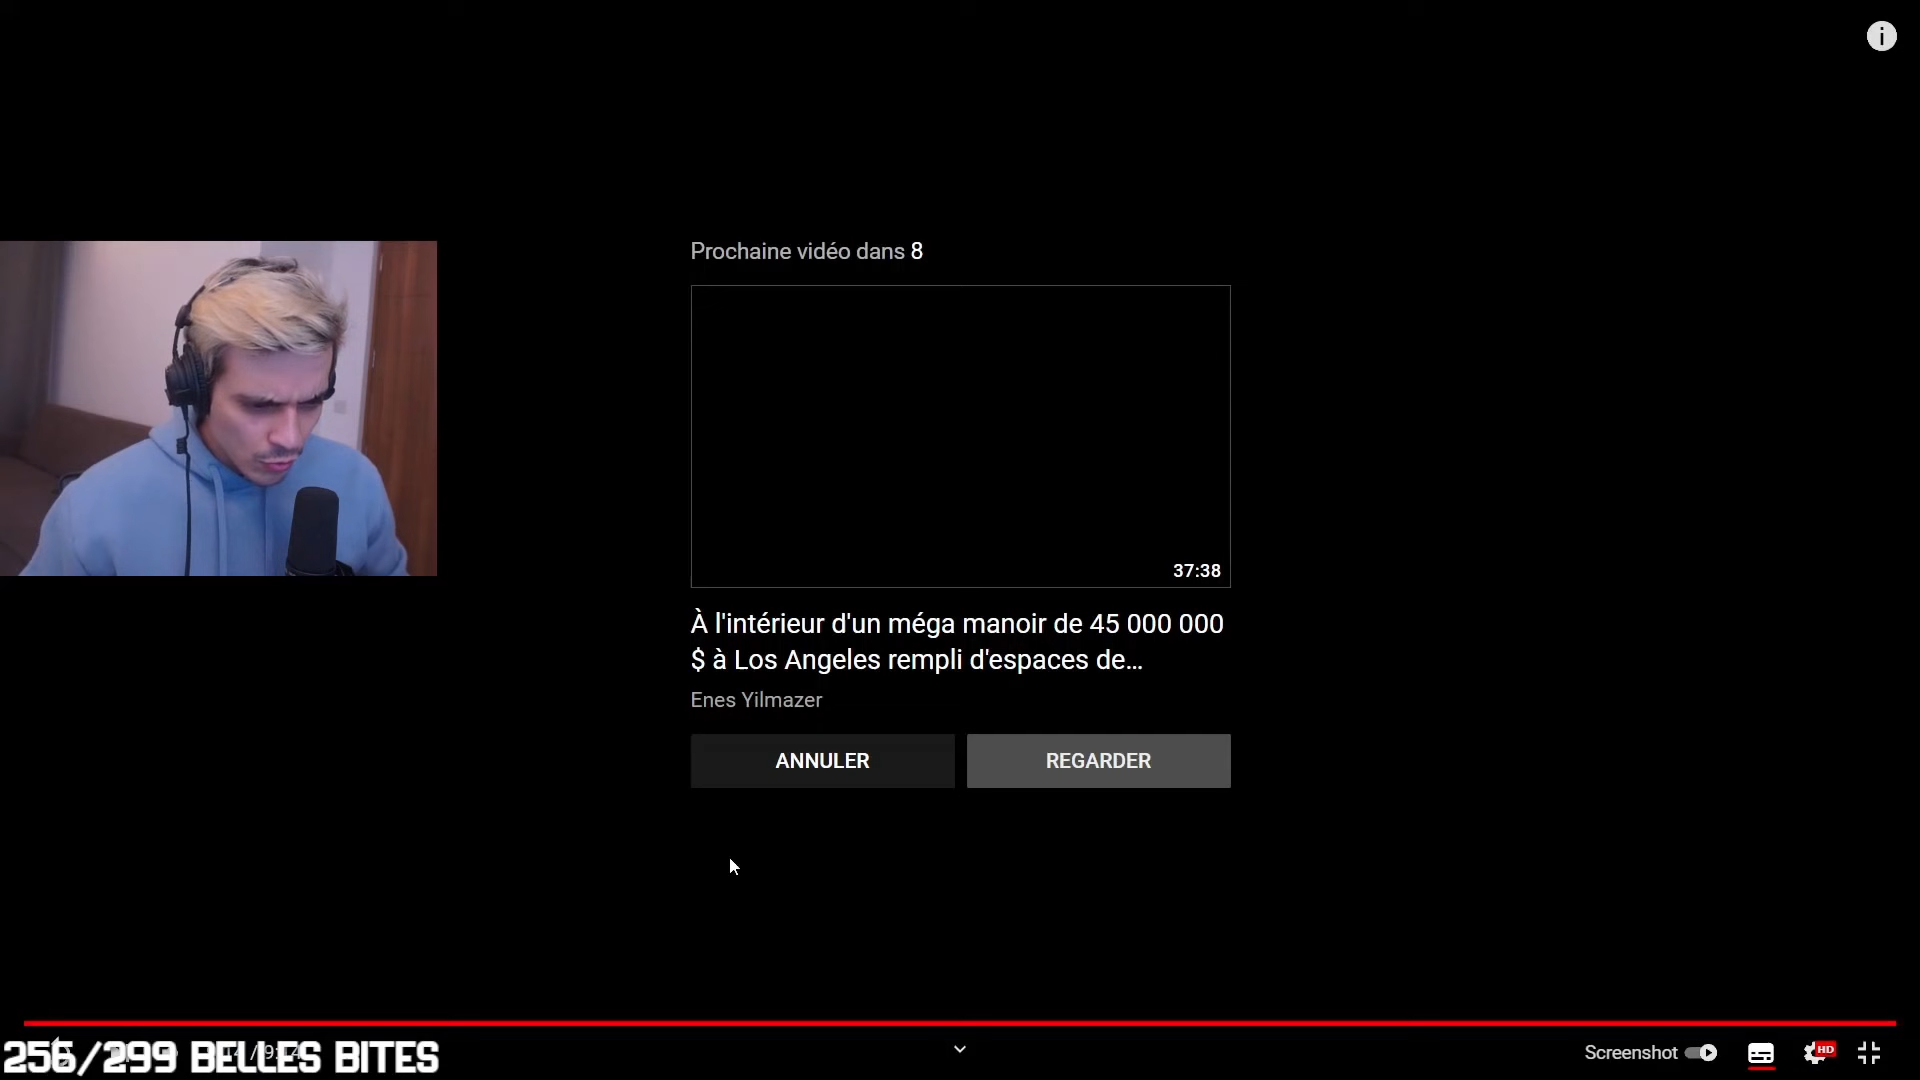 Prochaine vidéo dans 8
37:38
À l'intérieur d'un méga manoir de 45 000 000
$ à Los Angeles rempli d'espaces de...
Enes Yilmazer
ANNULER
REGARDER
256/299 BELLES BITES
Screenshot
HD